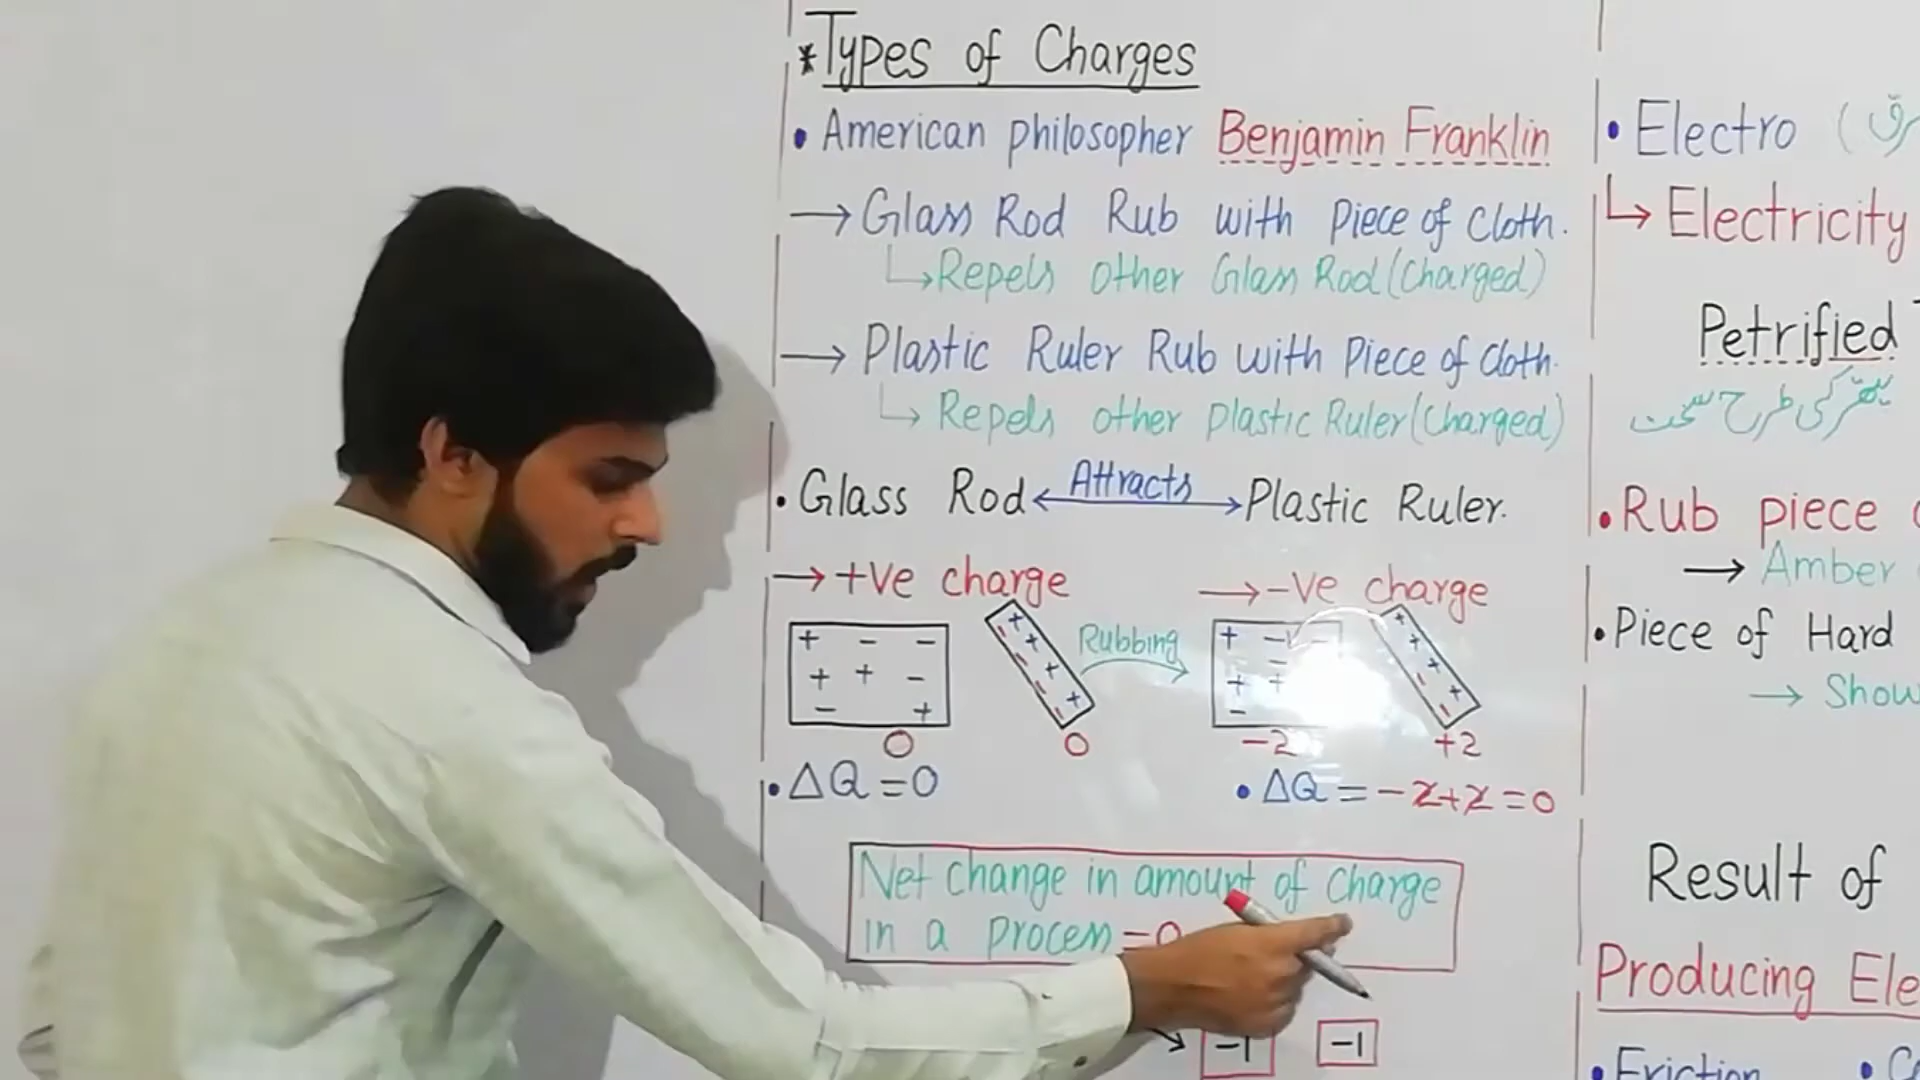 *Types of Charges
• American philosopher Benjamin Franklin
→ Glass Rod Rub with Piece of Cloth.
↳ Repels other Glass Rod (Charged)
→ Plastic Ruler Rub with Piece of Cloth.
↳ Repels other Plastic Ruler (Charged)
• Glass Rod ←Attracts→ Plastic Ruler.
→ +ve charge → -ve charge
+ - -
+ + -
- +
+ + + +
- - - -
Rubbing
+ - -
-
+ +
-
+ + + +
- -
0 0 -2 +2
• ΔQ = 0 • ΔQ = -2+2 = 0
Net change in amount of charge
in a process = 0
-1 -1
• Electro (
↳ Electricity
Petrified
پتھر کی طرح سخت
• Rub piece
→ Amber
• Piece of Hard
→ Show
Result of
Producing Ele
• Friction • C